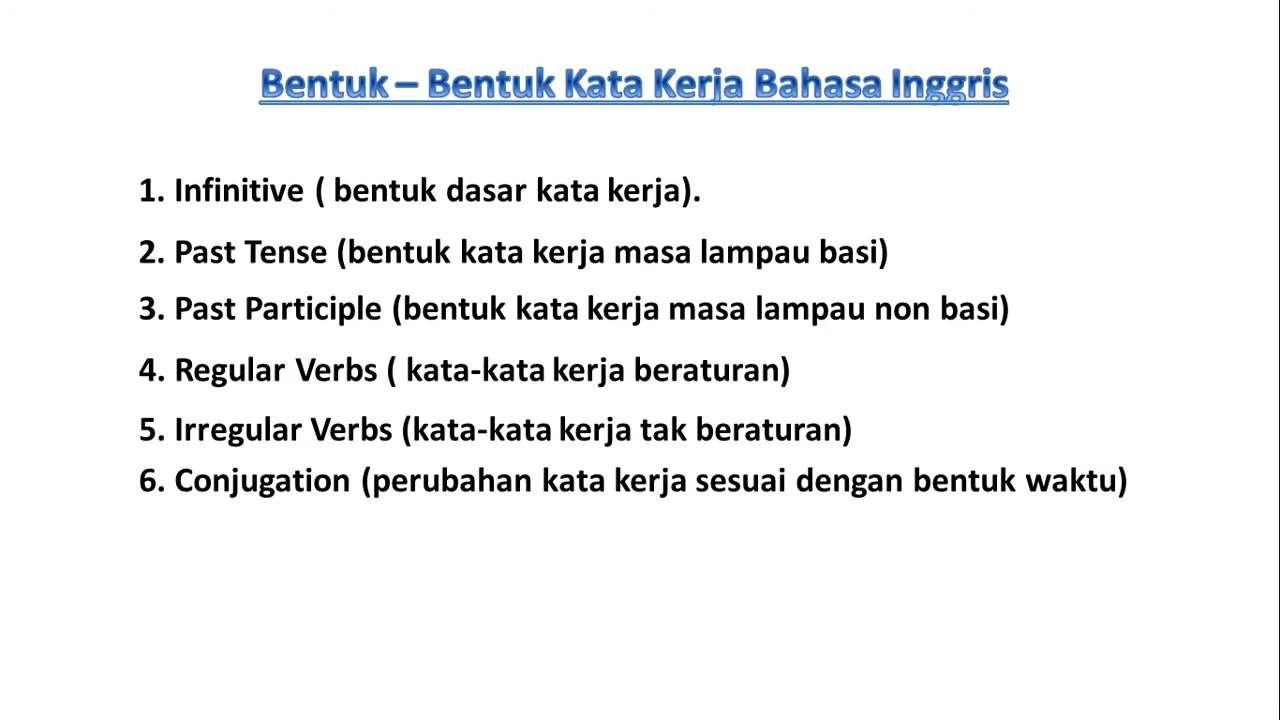 Bentuk – Bentuk Kata Kerja Bahasa Inggris
1. Infinitive ( bentuk dasar kata kerja).
2. Past Tense (bentuk kata kerja masa lampau basi)
3. Past Participle (bentuk kata kerja masa lampau non basi)
4. Regular Verbs ( kata-kata kerja beraturan)
5. Irregular Verbs (kata-kata kerja tak beraturan)
6. Conjugation (perubahan kata kerja sesuai dengan bentuk waktu)